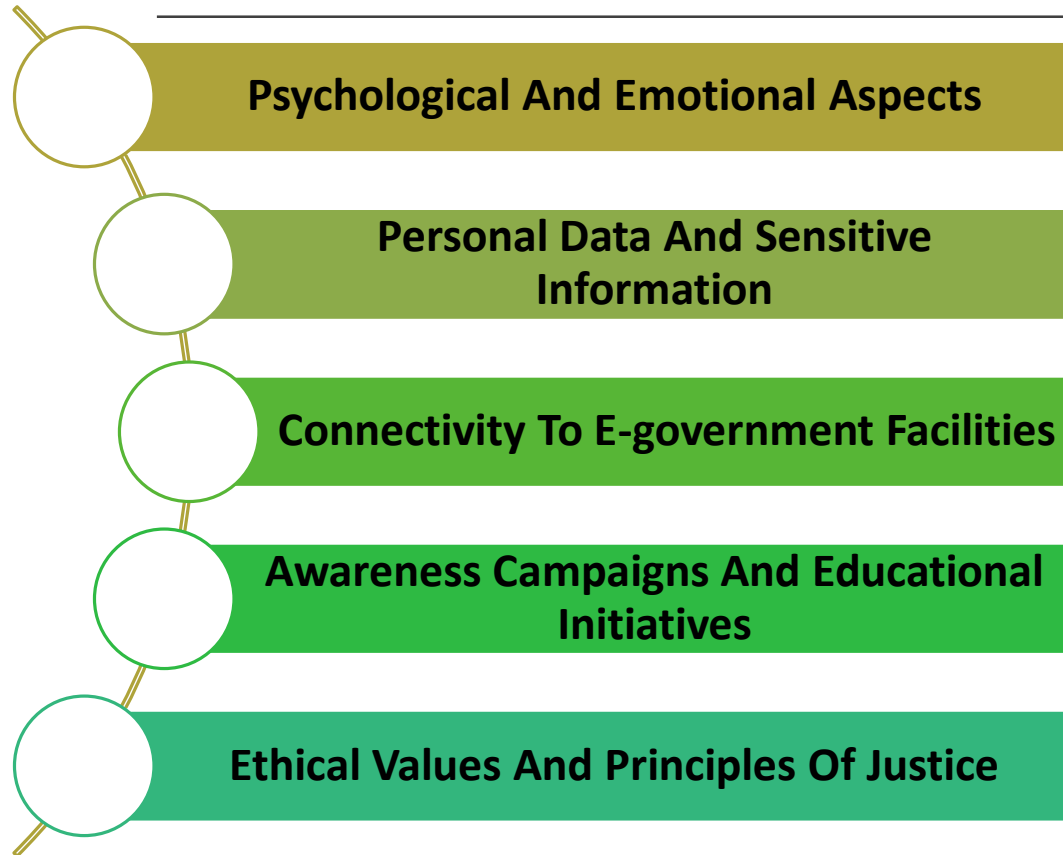 Psychological And Emotional Aspects
Personal Data And Sensitive
Information
Connectivity To E-government Facilities
Awareness Campaigns And Educational
Initiatives
Ethical Values And Principles Of Justice